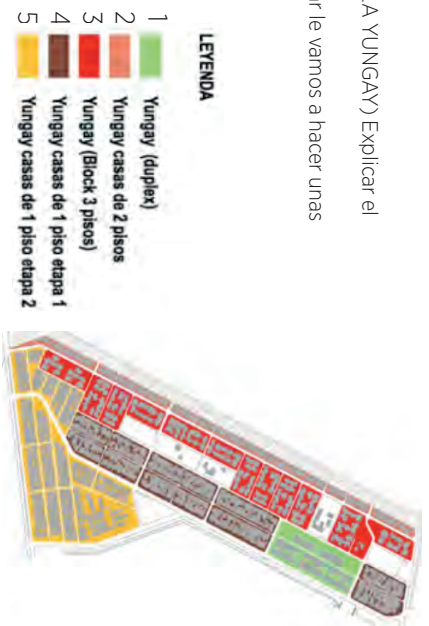 LA YUNGAY) Explicar el
ar le vamos a hacer unas
LEYENDA
1 Yungay (duplex)
2 Yungay casas de 2 pisos
3 Yungay (Block 3 pisos)
4 Yungay casas de 1 piso etapa 1
5 Yungay casas de 1 piso etapa 2